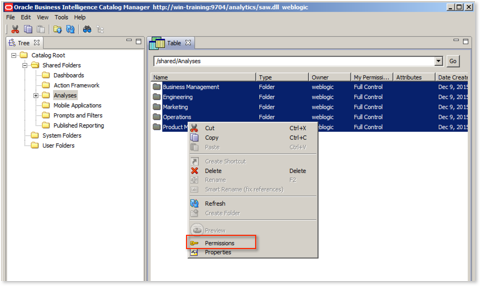 Oracle Business Intelligence Catalog Manager http://win-training:9704/analytics/saw.dll weblogic
File Edit View Tools Help
Tree
Table
Catalog Root
Shared Folders
Dashboards
Action Framework
Analyses
Mobile Applications
Prompts and Filters
Published Reporting
System Folders
User Folders
/shared/Analyses Go
Name Type Owner My Permissi... Attributes Date Create
Business Management Folder weblogic Full Control Dec 9, 2015
Engineering Folder weblogic Full Control Dec 9, 2015
Marketing Folder weblogic Full Control Dec 9, 2015
Operations Folder weblogic Full Control Dec 9, 2015
Product M Folder weblogic Full Control Dec 9, 2015
Cut Ctrl+X
Copy Ctrl+C
Paste Ctrl+V
Create Shortcut
Delete Delete
Rename F2
Smart Rename (fix references)
Refresh
Create Folder
Preview
Permissions
Properties